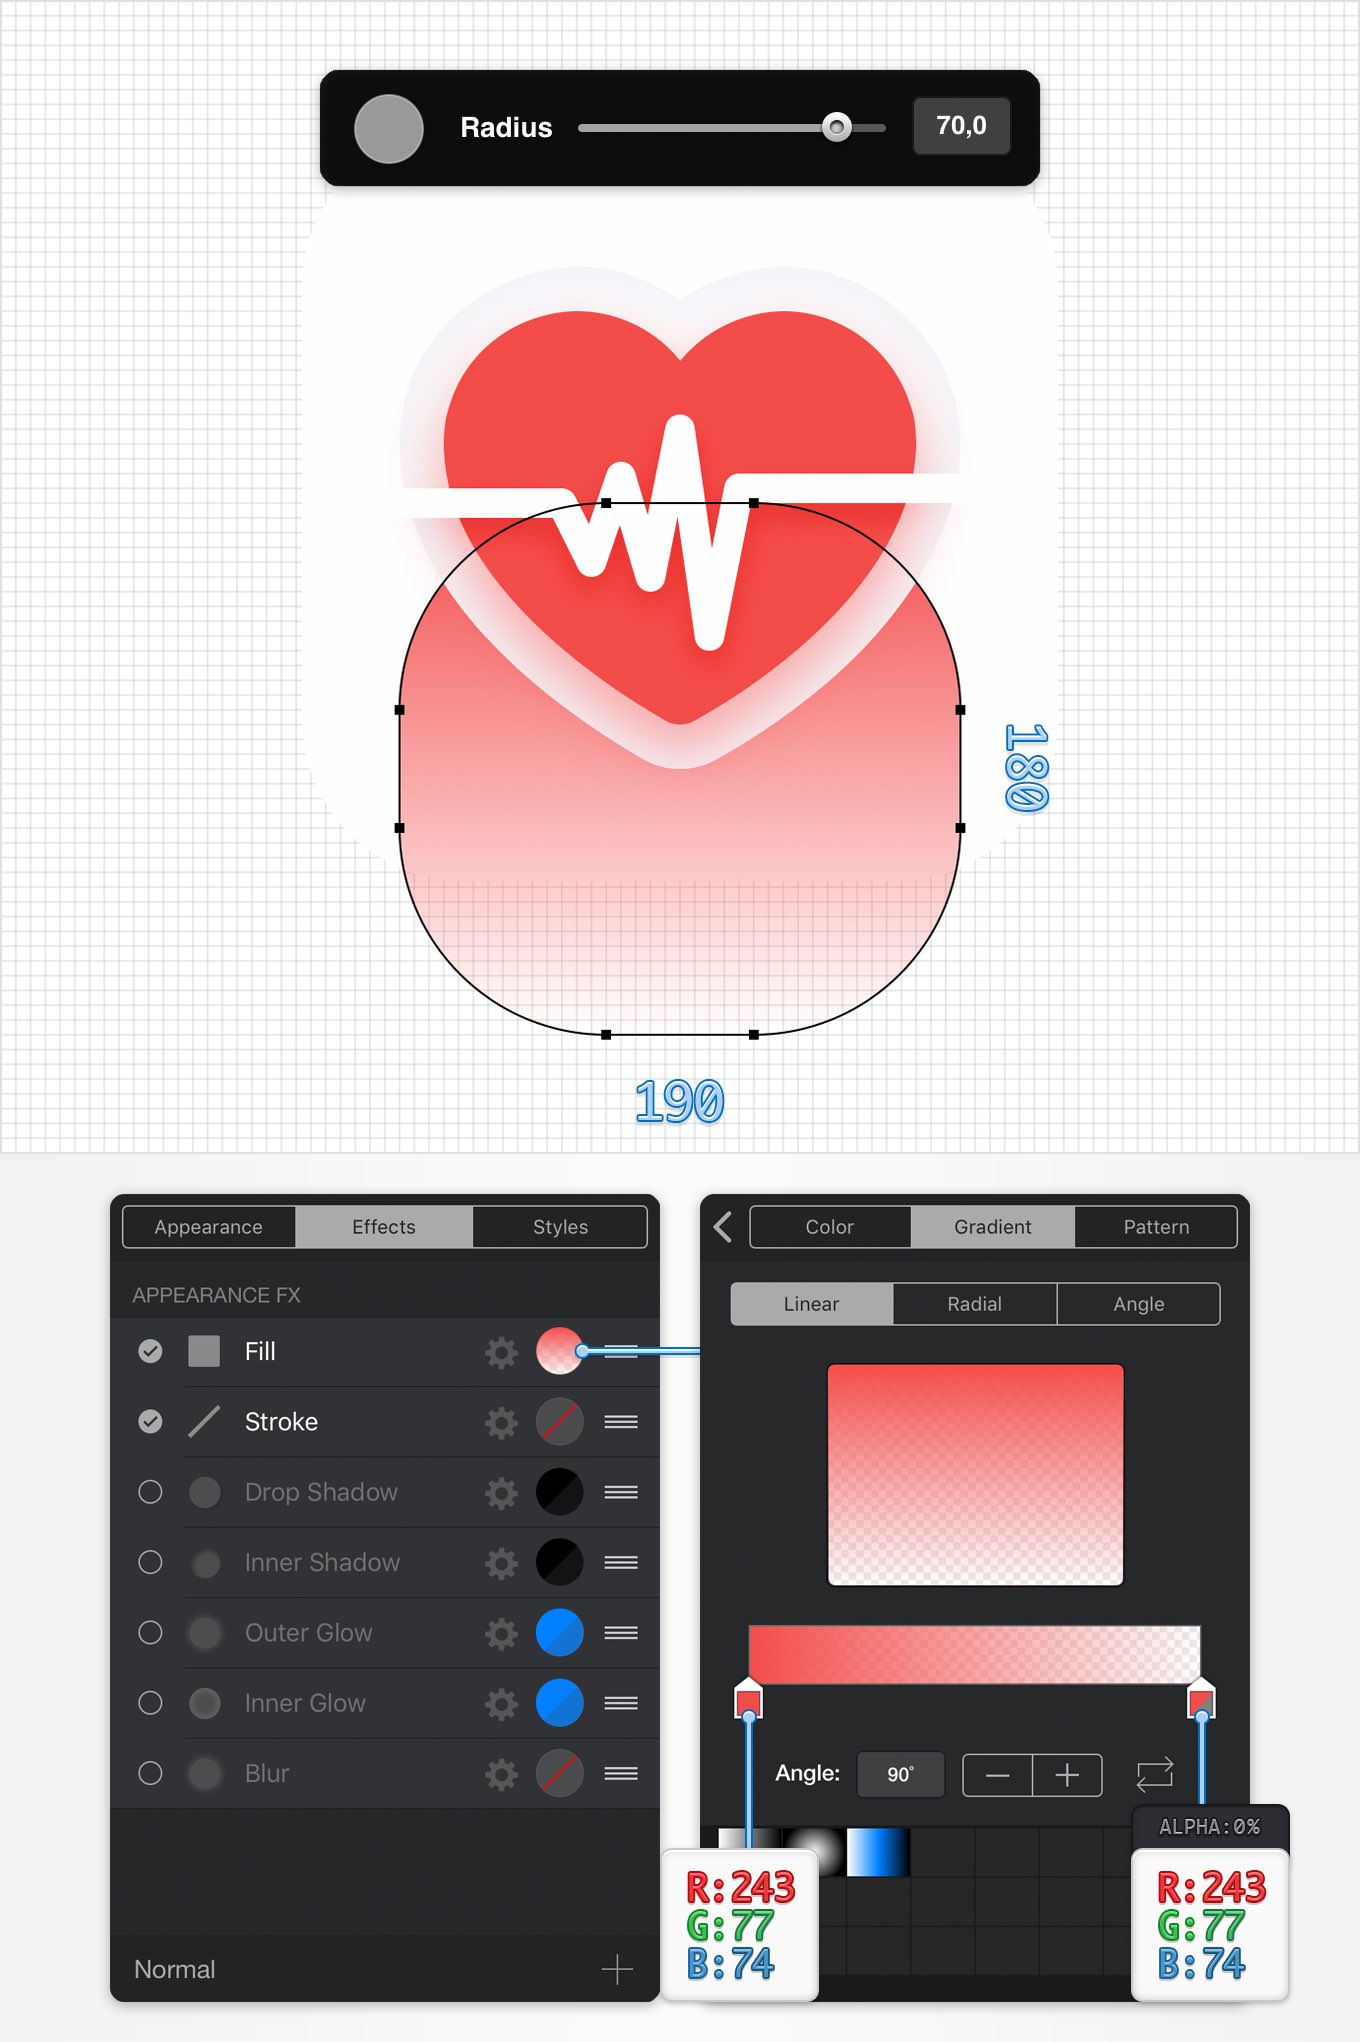 Radius 70,0
180
190
Appearance Effects Styles
APPEARANCE FX
Fill
Stroke
Drop Shadow
Inner Shadow
Outer Glow
Inner Glow
Blur
Normal
Color Gradient Pattern
Linear Radial Angle
Angle: 90°
R:243
G:77
B:74
ALPHA:0%
R:243
G:77
B:74